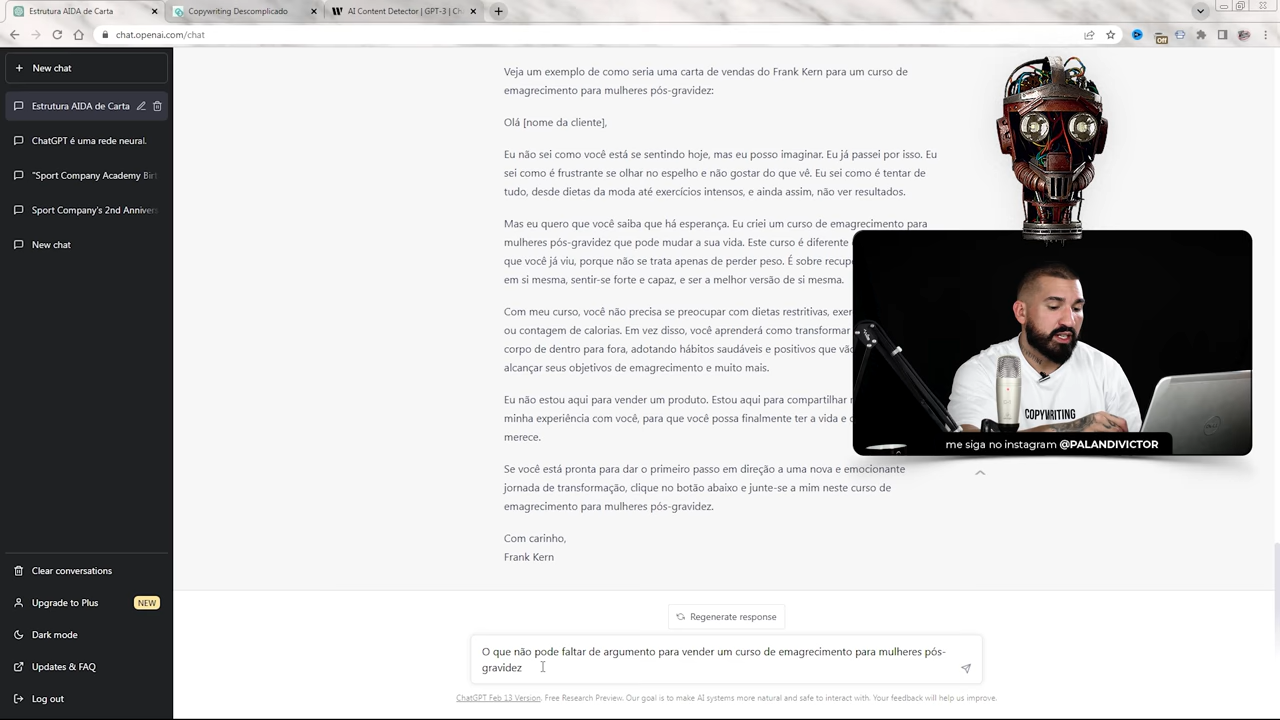 Estrutura AIDA de Carta
Copywriting Descomplicado
AI Content Detector | GPT-3 | Ch
chat.openai.com/chat
Off
New chat
Estrutura AIDA de Carta
ChatGPT é uma rede neural.
"Sport Company Academy Birt
Sport Company's 2nd Annivers
New chat
Clear conversations
Upgrade to Plus
NEW
Dark mode
Updates & FAQ
Log out
Veja um exemplo de como seria uma carta de vendas do Frank Kern para um curso de
emagrecimento para mulheres pós-gravidez:
Olá [nome da cliente],
Eu não sei como você está se sentindo hoje, mas eu posso imaginar. Eu já passei por isso. Eu
sei como é frustrante se olhar no espelho e não gostar do que vê. Eu sei como é tentar de
tudo, desde dietas da moda até exercícios intensos, e ainda assim, não ver resultados.
Mas eu quero que você saiba que há esperança. Eu criei um curso de emagrecimento para
mulheres pós-gravidez que pode mudar a sua vida. Este curso é diferente
que você já viu, porque não se trata apenas de perder peso. É sobre recup
em si mesma, sentir-se forte e capaz, e ser a melhor versão de si mesma.
Com meu curso, você não precisa se preocupar com dietas restritivas, exer
ou contagem de calorias. Em vez disso, você aprenderá como transformar
corpo de dentro para fora, adotando hábitos saudáveis e positivos que vão
alcançar seus objetivos de emagrecimento e muito mais.
Eu não estou aqui para vender um produto. Estou aqui para compartilhar
minha experiência com você, para que você possa finalmente ter a vida e
merece.
Se você está pronta para dar o primeiro passo em direção a uma nova e emocionante
jornada de transformação, clique no botão abaixo e junte-se a mim neste curso de
emagrecimento para mulheres pós-gravidez.
Com carinho,
Frank Kern
COPYWRITING
me siga no instagram @PALANDIVICTOR
Regenerate response
O que não pode faltar de argumento para vender um curso de emagrecimento para mulheres pós-
gravidez
ChatGPT Feb 13 Version. Free Research Preview. Our goal is to make AI systems more natural and safe to interact with. Your feedback will help us improve.